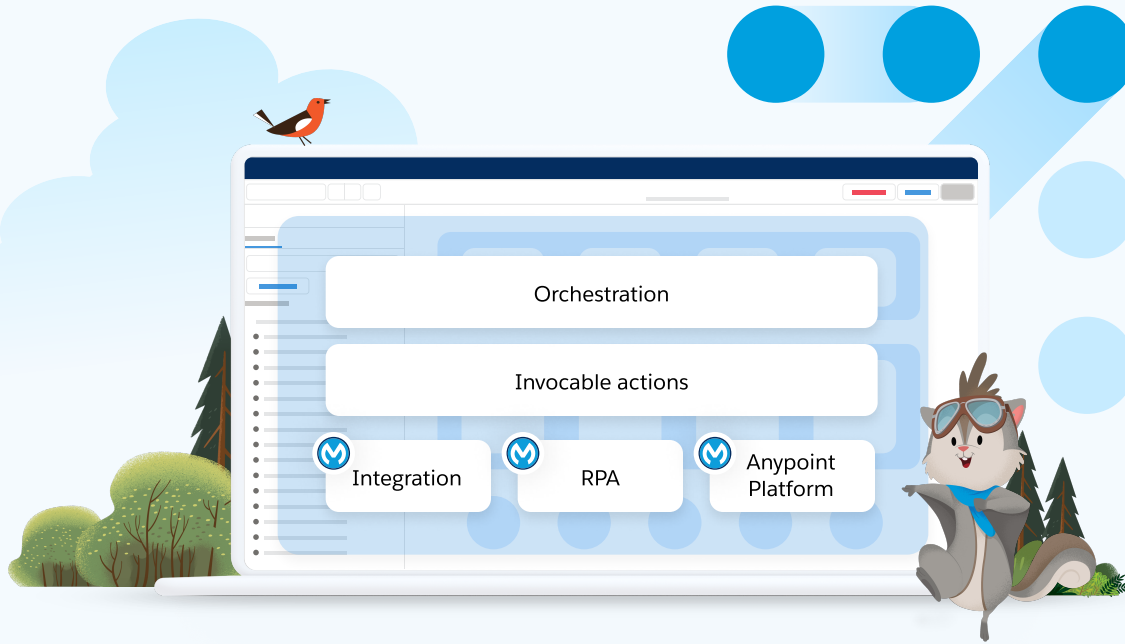 Orchestration
Invocable actions
Integration
RPA
Anypoint
Platform